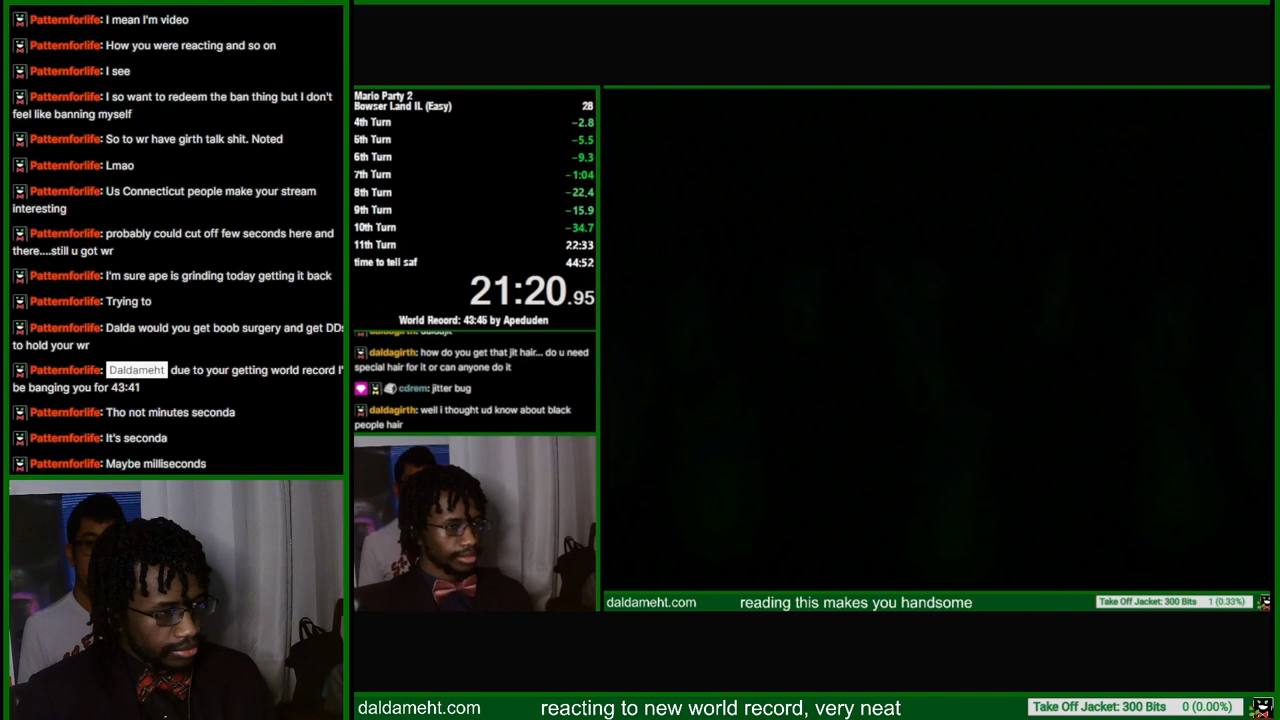 Patternforlife: I mean I'm video
Patternforlife: How you were reacting and so on
Patternforlife: I see
Patternforlife: I so want to redeem the ban thing but I don't
feel like banning myself
Patternforlife: So to wr have girth talk shit. Noted
Patternforlife: Lmao
Patternforlife: Us Connecticut people make your stream
interesting
Patternforlife: probably could cut off few seconds here and
there....still u got wr
Patternforlife: I'm sure ape is grinding today getting it back
Patternforlife: Trying to
Patternforlife: Dalda would you get boob surgery and get DDs
to hold your wr
Patternforlife: Daldameht due to your getting world record I'
be banging you for 43:41
Patternforlife: Tho not minutes seconda
Patternforlife: It's seconda
Patternforlife: Maybe milliseconds
Mario Party 2
Bowser Land II. (Easy) 28
4th Turn -2.8
5th Turn -5.5
6th Turn -9.3
7th Turn -1:04
8th Turn -22.4
9th Turn -15.9
10th Turn -34.7
11th Turn 22:33
time to tell saf 44:52
21:20.95
World Record: 43:45 by Apeduden
daldagirth: how do you get that jit hair... do u need
special hair for it or can anyone do it
cdrem: jitter bug
daldagirth: well i thought ud know about black
people hair
daldameht.com reading this makes you handsome Take Off Jacket: 300 Bits 1 (0.33%)
daldameht.com reacting to new world record, very neat Take Off Jacket: 300 Bits 0 (0.00%)